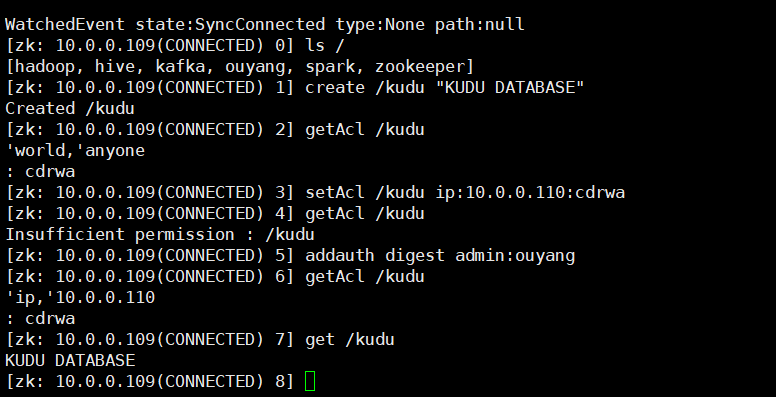 WatchedEvent state:SyncConnected type:None path:null
[zk: 10.0.0.109(CONNECTED) 0] ls /
[hadoop, hive, kafka, ouyang, spark, zookeeper]
[zk: 10.0.0.109(CONNECTED) 1] create /kudu "KUDU DATABASE"
Created /kudu
[zk: 10.0.0.109(CONNECTED) 2] getAcl /kudu
'world,'anyone
: cdrwa
[zk: 10.0.0.109(CONNECTED) 3] setAcl /kudu ip:10.0.0.110:cdrwa
[zk: 10.0.0.109(CONNECTED) 4] getAcl /kudu
Insufficient permission : /kudu
[zk: 10.0.0.109(CONNECTED) 5] addauth digest admin:ouyang
[zk: 10.0.0.109(CONNECTED) 6] getAcl /kudu
'ip,'10.0.0.110
: cdrwa
[zk: 10.0.0.109(CONNECTED) 7] get /kudu
KUDU DATABASE
[zk: 10.0.0.109(CONNECTED) 8]